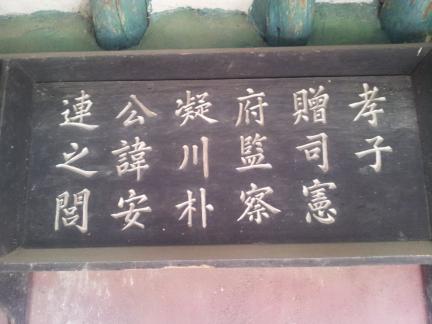 孝子
贈司憲
府監察
凝川朴
公諱安
連之閭